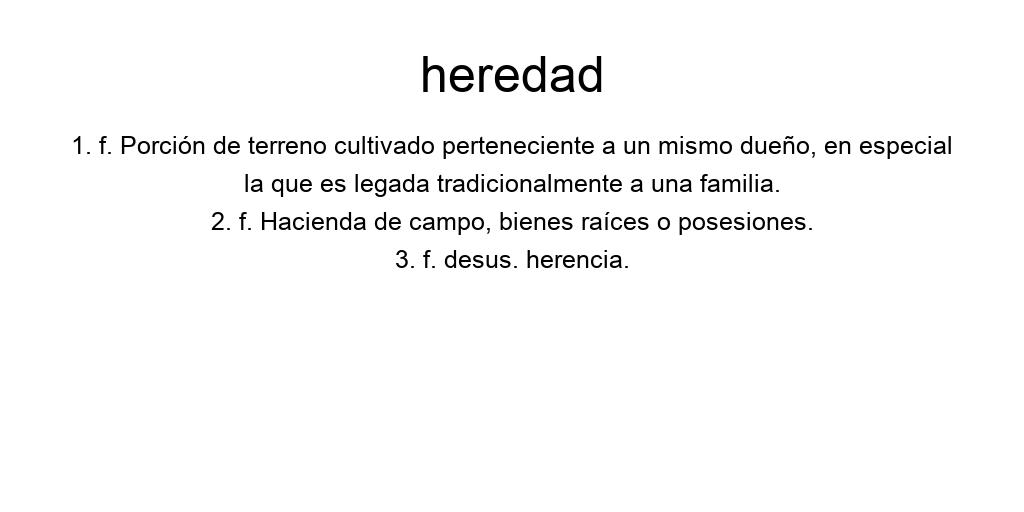 heredad
1. f. Porción de terreno cultivado perteneciente a un mismo dueño, en especial
la que es legada tradicionalmente a una familia.
2. f. Hacienda de campo, bienes raíces o posesiones.
3. f. desus. herencia.